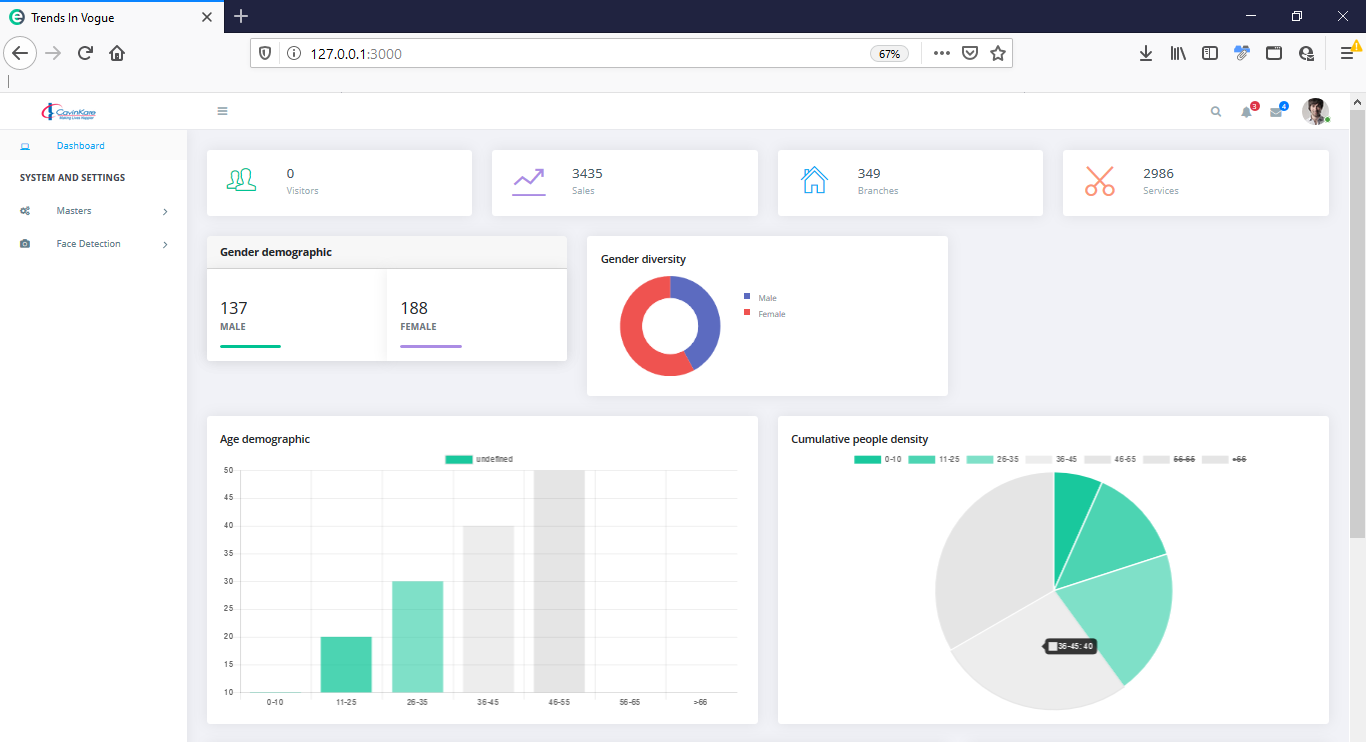 Trends In Vogue
127.0.0.1:3000
67%
CavinKare
Making Lives Happier
3
4
Dashboard
SYSTEM AND SETTINGS
Masters
Face Detection
0
Visitors
3435
Sales
349
Branches
2986
Services
Gender demographic
137
MALE
188
FEMALE
Gender diversity
Male
Female
Age demographic
undefined
50
45
40
35
30
25
20
15
10
0-10 11-25 26-35 36-45 46-55 56-65 >66
Cumulative people density
0-10 11-25 26-35 36-45 46-55 56-65 >66
36-45: 40